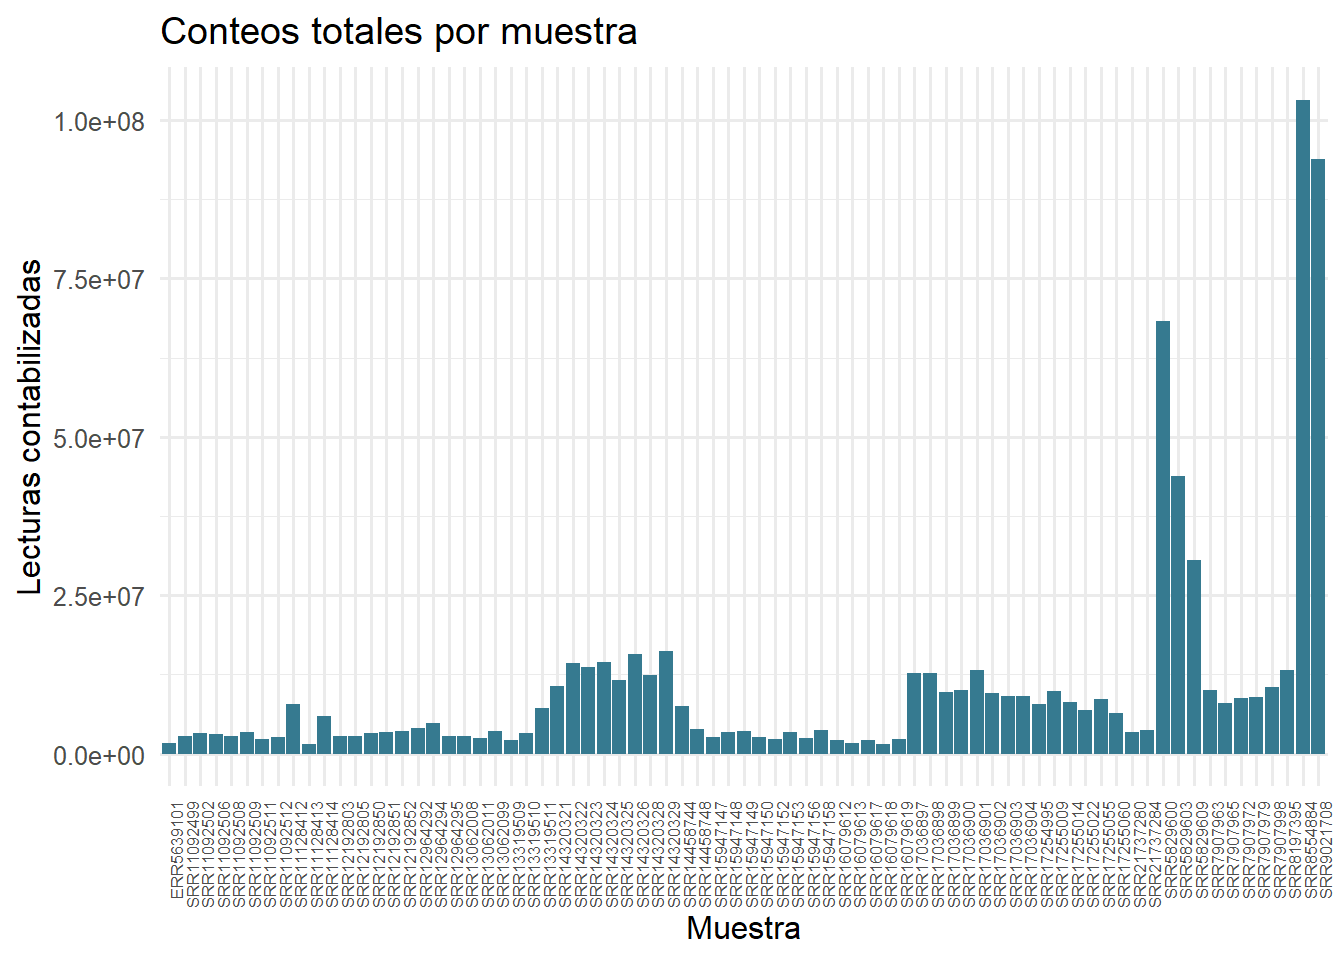 Conteos totales por muestra
1.0e+08
7.5e+07
5.0e+07
2.5e+07
0.0e+00
Lecturas contabilizadas
ERR5639101
SRR11092499
SRR11092502
SRR11092506
SRR11092508
SRR11092509
SRR11092511
SRR11092512
SRR11128412
SRR11128413
SRR11128414
SRR12192803
SRR12192805
SRR12192850
SRR12192851
SRR12192852
SRR12964292
SRR12964294
SRR12964295
SRR13062008
SRR13062011
SRR13062099
SRR13319509
SRR13319510
SRR13319511
SRR14320321
SRR14320322
SRR14320323
SRR14320324
SRR14320325
SRR14320326
SRR14320328
SRR14320329
SRR14458744
SRR14458748
SRR15947147
SRR15947148
SRR15947149
SRR15947150
SRR15947152
SRR15947153
SRR15947156
SRR15947158
SRR16079612
SRR16079613
SRR16079617
SRR16079618
SRR16079619
SRR17036897
SRR17036898
SRR17036899
SRR17036900
SRR17036901
SRR17036902
SRR17036903
SRR17036904
SRR17254995
SRR17255009
SRR17255014
SRR17255022
SRR17255055
SRR17255060
SRR21737280
SRR21737284
SRR5829600
SRR5829603
SRR5829609
SRR7907963
SRR7907965
SRR7907972
SRR7907979
SRR7907998
SRR8197395
SRR8554884
SRR9021708
Muestra